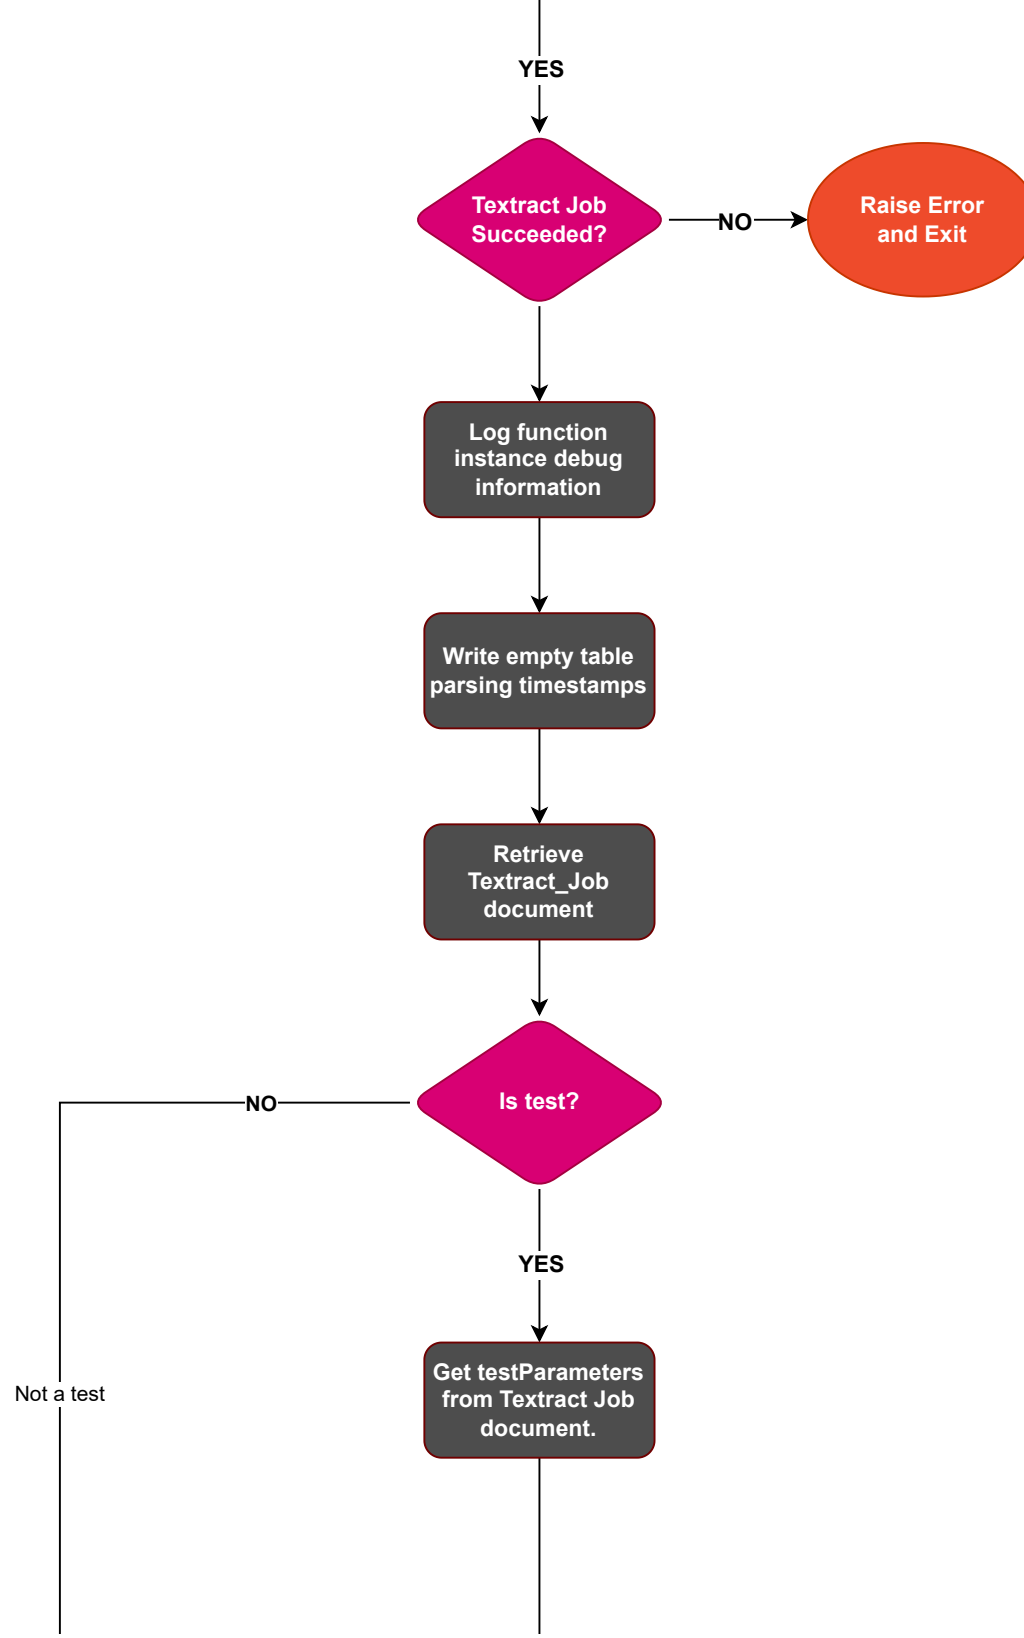 YES
Textract Job
Succeeded?
NO
Raise Error
and Exit
Log function
instance debug
information
Write empty table
parsing timestamps
Retrieve
Textract_Job
document
Is test?
NO
YES
Get testParameters
from Textract Job
document.
Not a test